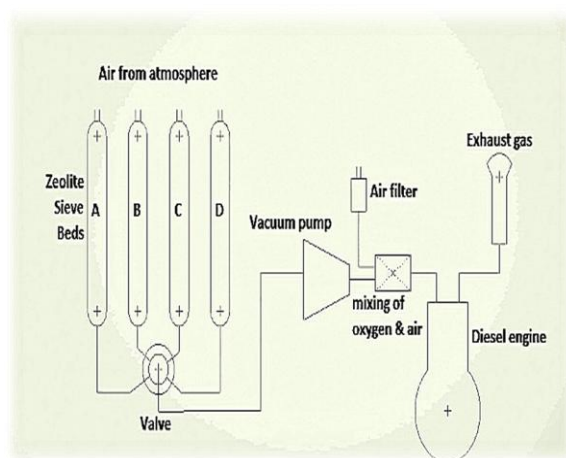 Air from atmosphere
Exhaust gas
Zeolite
Sieve
Beds
A
B
C
D
Air filter
Vacuum pump
mixing of
oxygen & air
Diesel engine
Valve